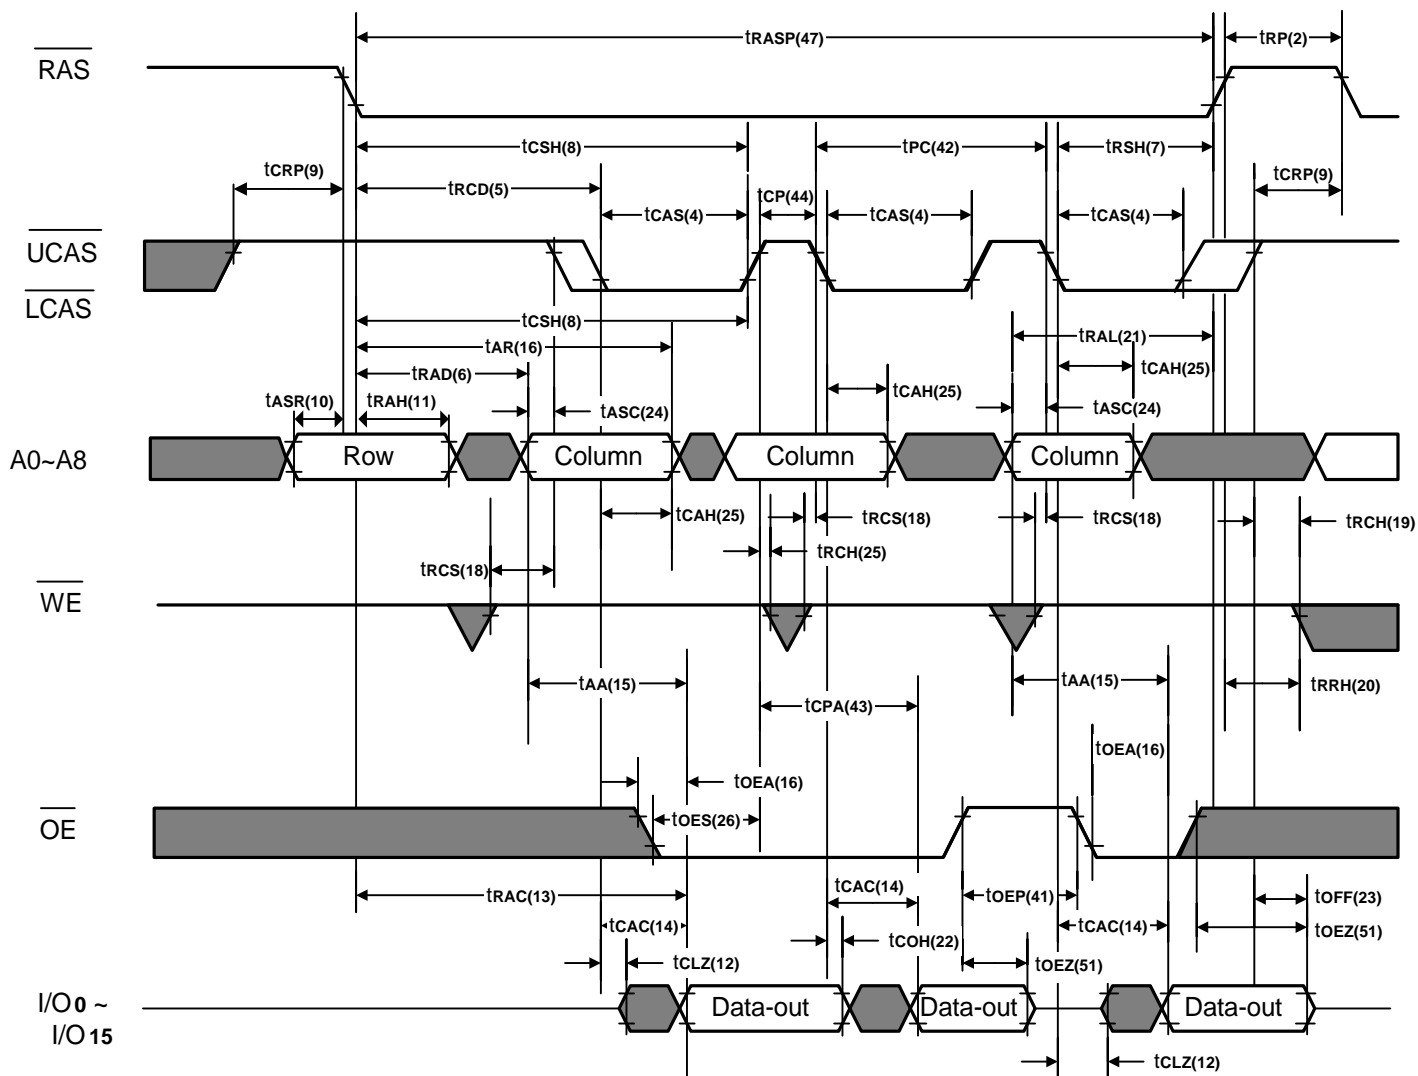 tRASP(47)
tRP(2)
RAS
tCSH(8)
tPC(42)
tRSH(7)
tCRP(9)
tRCD(5)
tCP(44)
tCRP(9)
tCAS(4)
tCAS(4)
tCAS(4)
UCAS
LCAS
tCSH(8)
tRAL(21)
tAR(16)
tRAD(6)
tCAH(25)
tCAH(25)
tASR(10)
tRAH(11)
tASC(24)
tASC(24)
A0~A8
Row
Column
Column
Column
tCAH(25)
tRCS(18)
tRCS(18)
tRCH(19)
tRCH(25)
tRCS(18)
WE
tAA(15)
tAA(15)
tRRH(20)
tCPA(43)
tOEA(16)
tOEA(16)
OE
tOES(26)
tRAC(13)
tCAC(14)
tOEP(41)
tOFF(23)
tCAC(14)
tCAC(14)
tOEZ(51)
tCOH(22)
tCLZ(12)
tOEZ(51)
I/O0 ~
I/O15
Data-out
Data-out
Data-out
tCLZ(12)